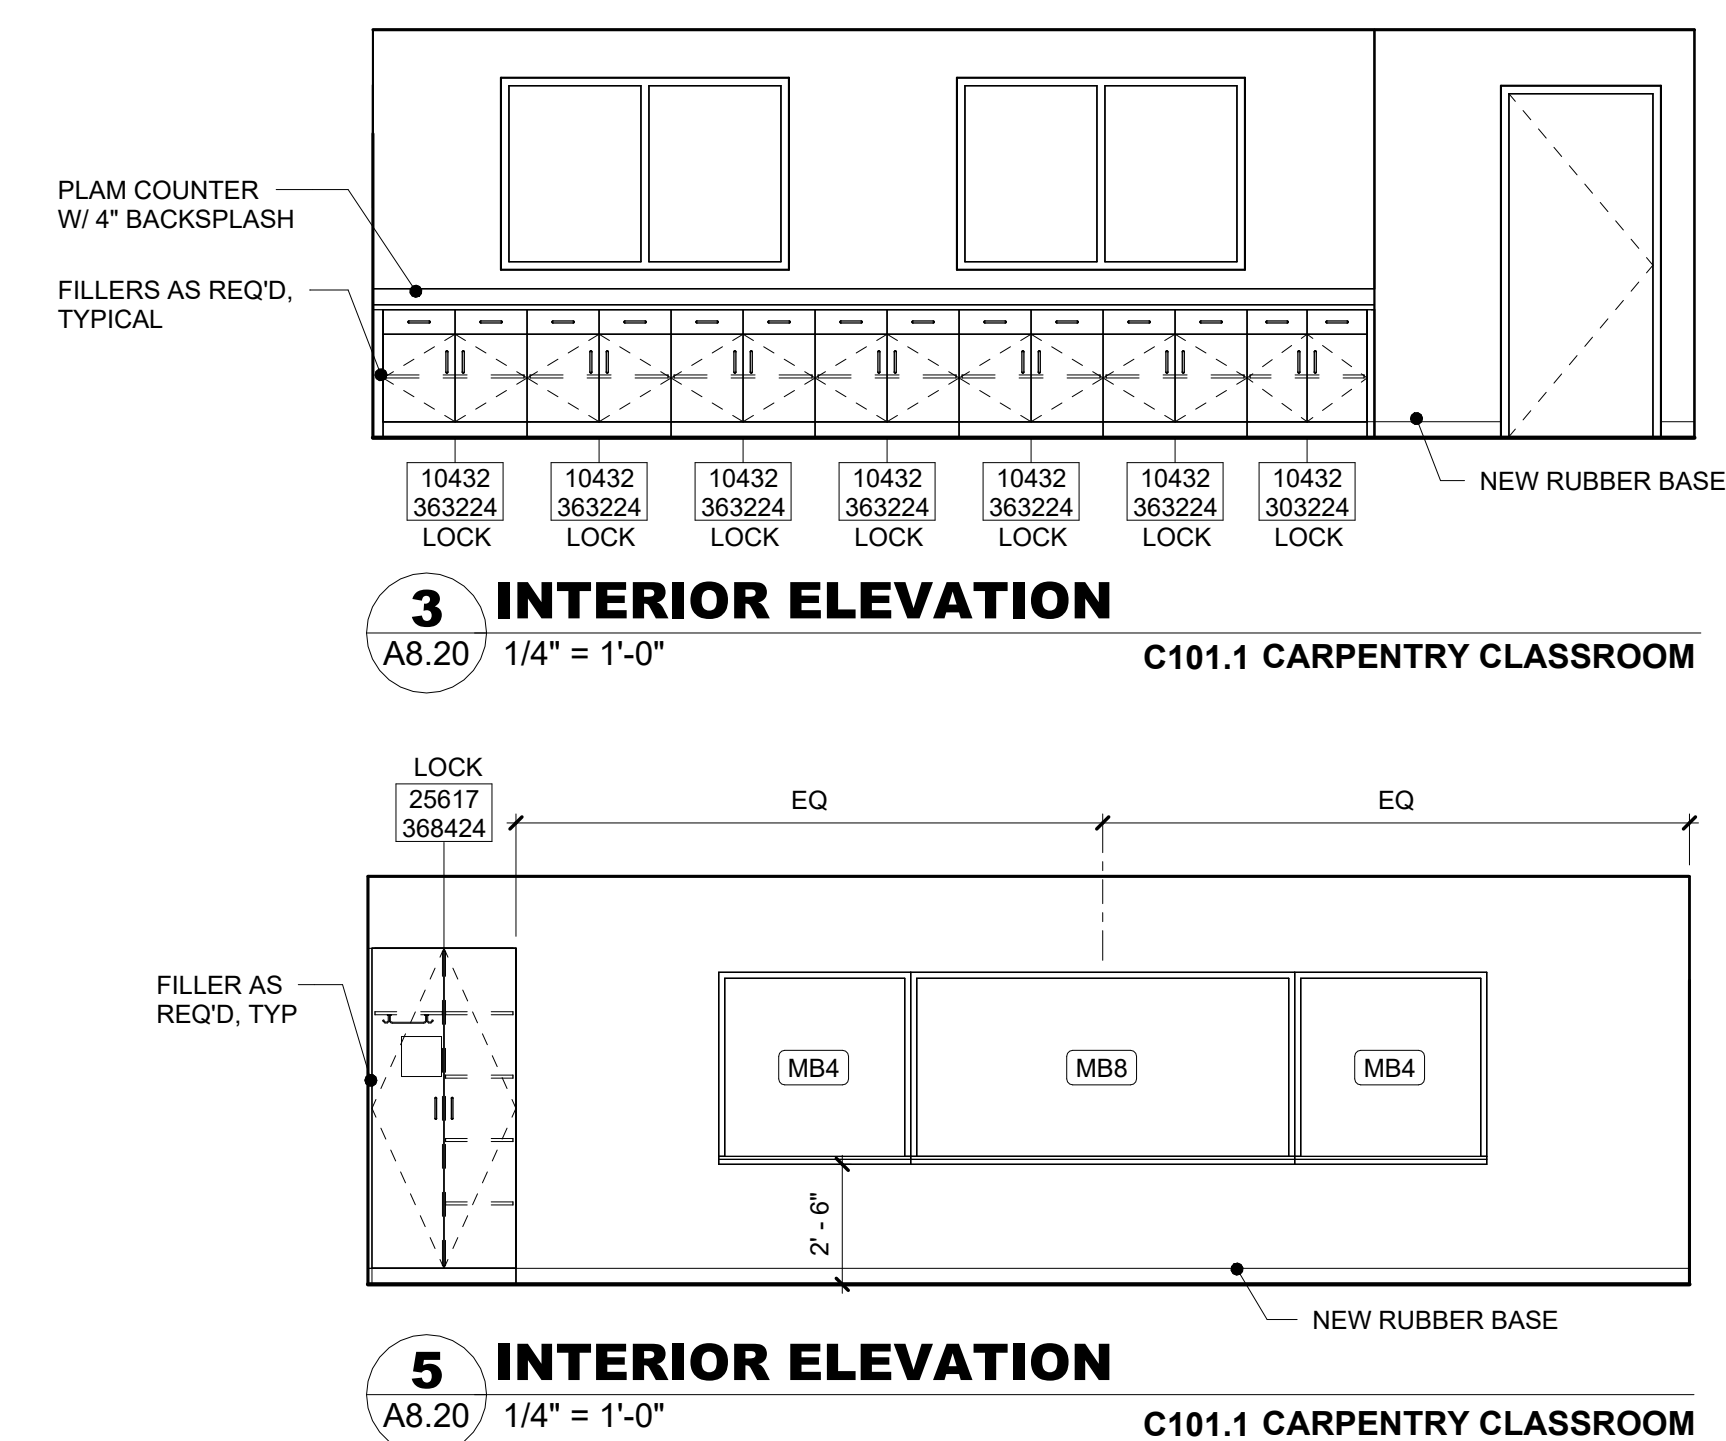 PLAM COUNTER
W/ 4" BACKSPLASH
FILLERS AS REQ'D,
TYPICAL
10432 10432 10432 10432 10432 10432 10432
363224 363224 363224 363224 363224 363224 303224
LOCK LOCK LOCK LOCK LOCK LOCK LOCK
NEW RUBBER BASE
3 INTERIOR ELEVATION
A8.20 1/4" = 1'-0" C101.1 CARPENTRY CLASSROOM
LOCK
25617
368424
EQ EQ
FILLER AS
REQ'D, TYP
MB4 MB8 MB4
2' - 6"
NEW RUBBER BASE
5 INTERIOR ELEVATION
A8.20 1/4" = 1'-0" C101.1 CARPENTRY CLASSROOM